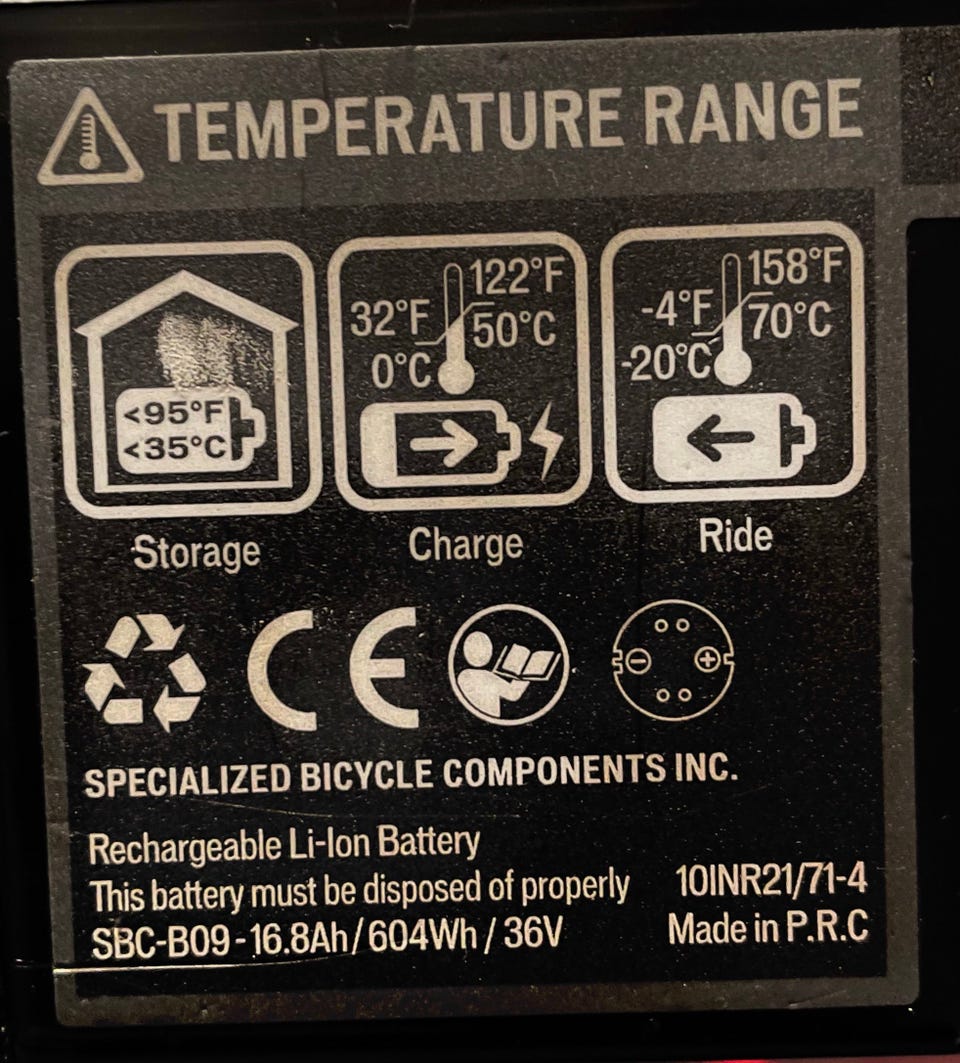 TEMPERATURE RANGE
<95°F
<35°C
32°F
0°C
122°F
50°C
-4°F
-20°C
158°F
70°C
Storage
Charge
Ride
CE
SPECIALIZED BICYCLE COMPONENTS INC.
Rechargeable Li-Ion Battery
This battery must be disposed of properly
10INR21/71-4
SBC-B09 - 16.8Ah / 604Wh / 36V
Made in P.R.C